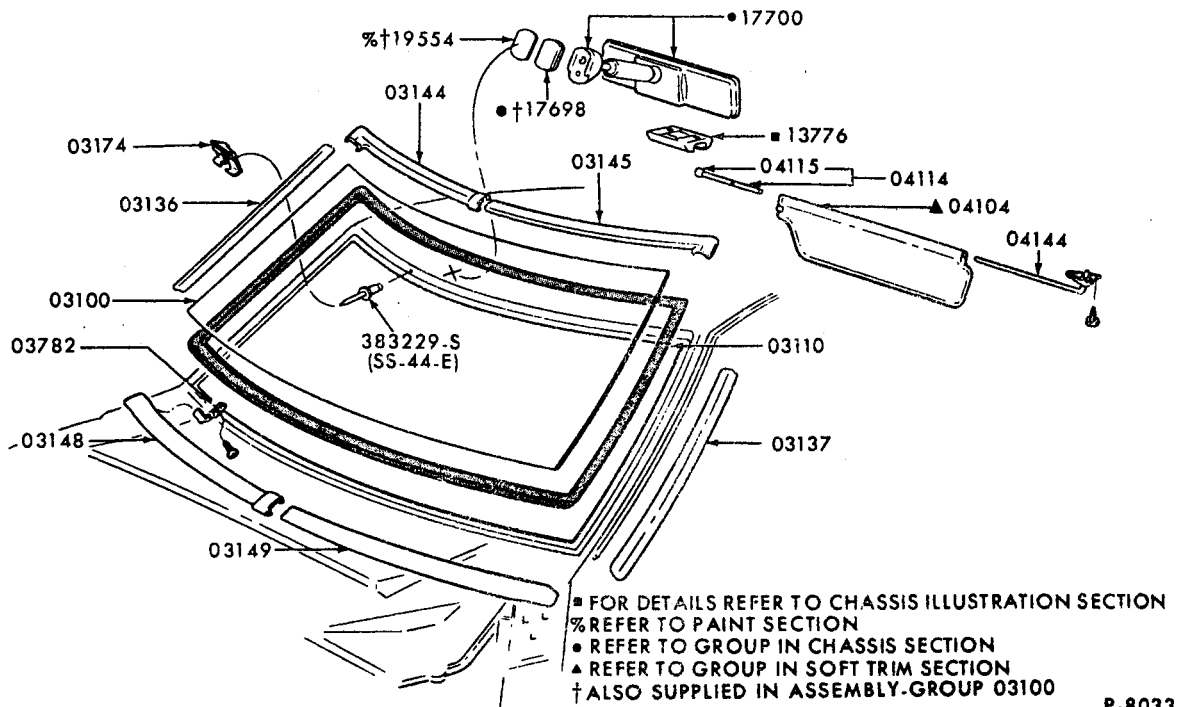 ● 17700
%†19554
03144
● †17698
03174
■ 13776
03145
04115
04114
03136
▲ 04104
04144
03100
383229-S
(SS-44-E)
03782
03110
03148
03137
03149
■ FOR DETAILS REFER TO CHASSIS ILLUSTRATION SECTION
% REFER TO PAINT SECTION
● REFER TO GROUP IN CHASSIS SECTION
▲ REFER TO GROUP IN SOFT TRIM SECTION
† ALSO SUPPLIED IN ASSEMBLY-GROUP 03100
P-8033